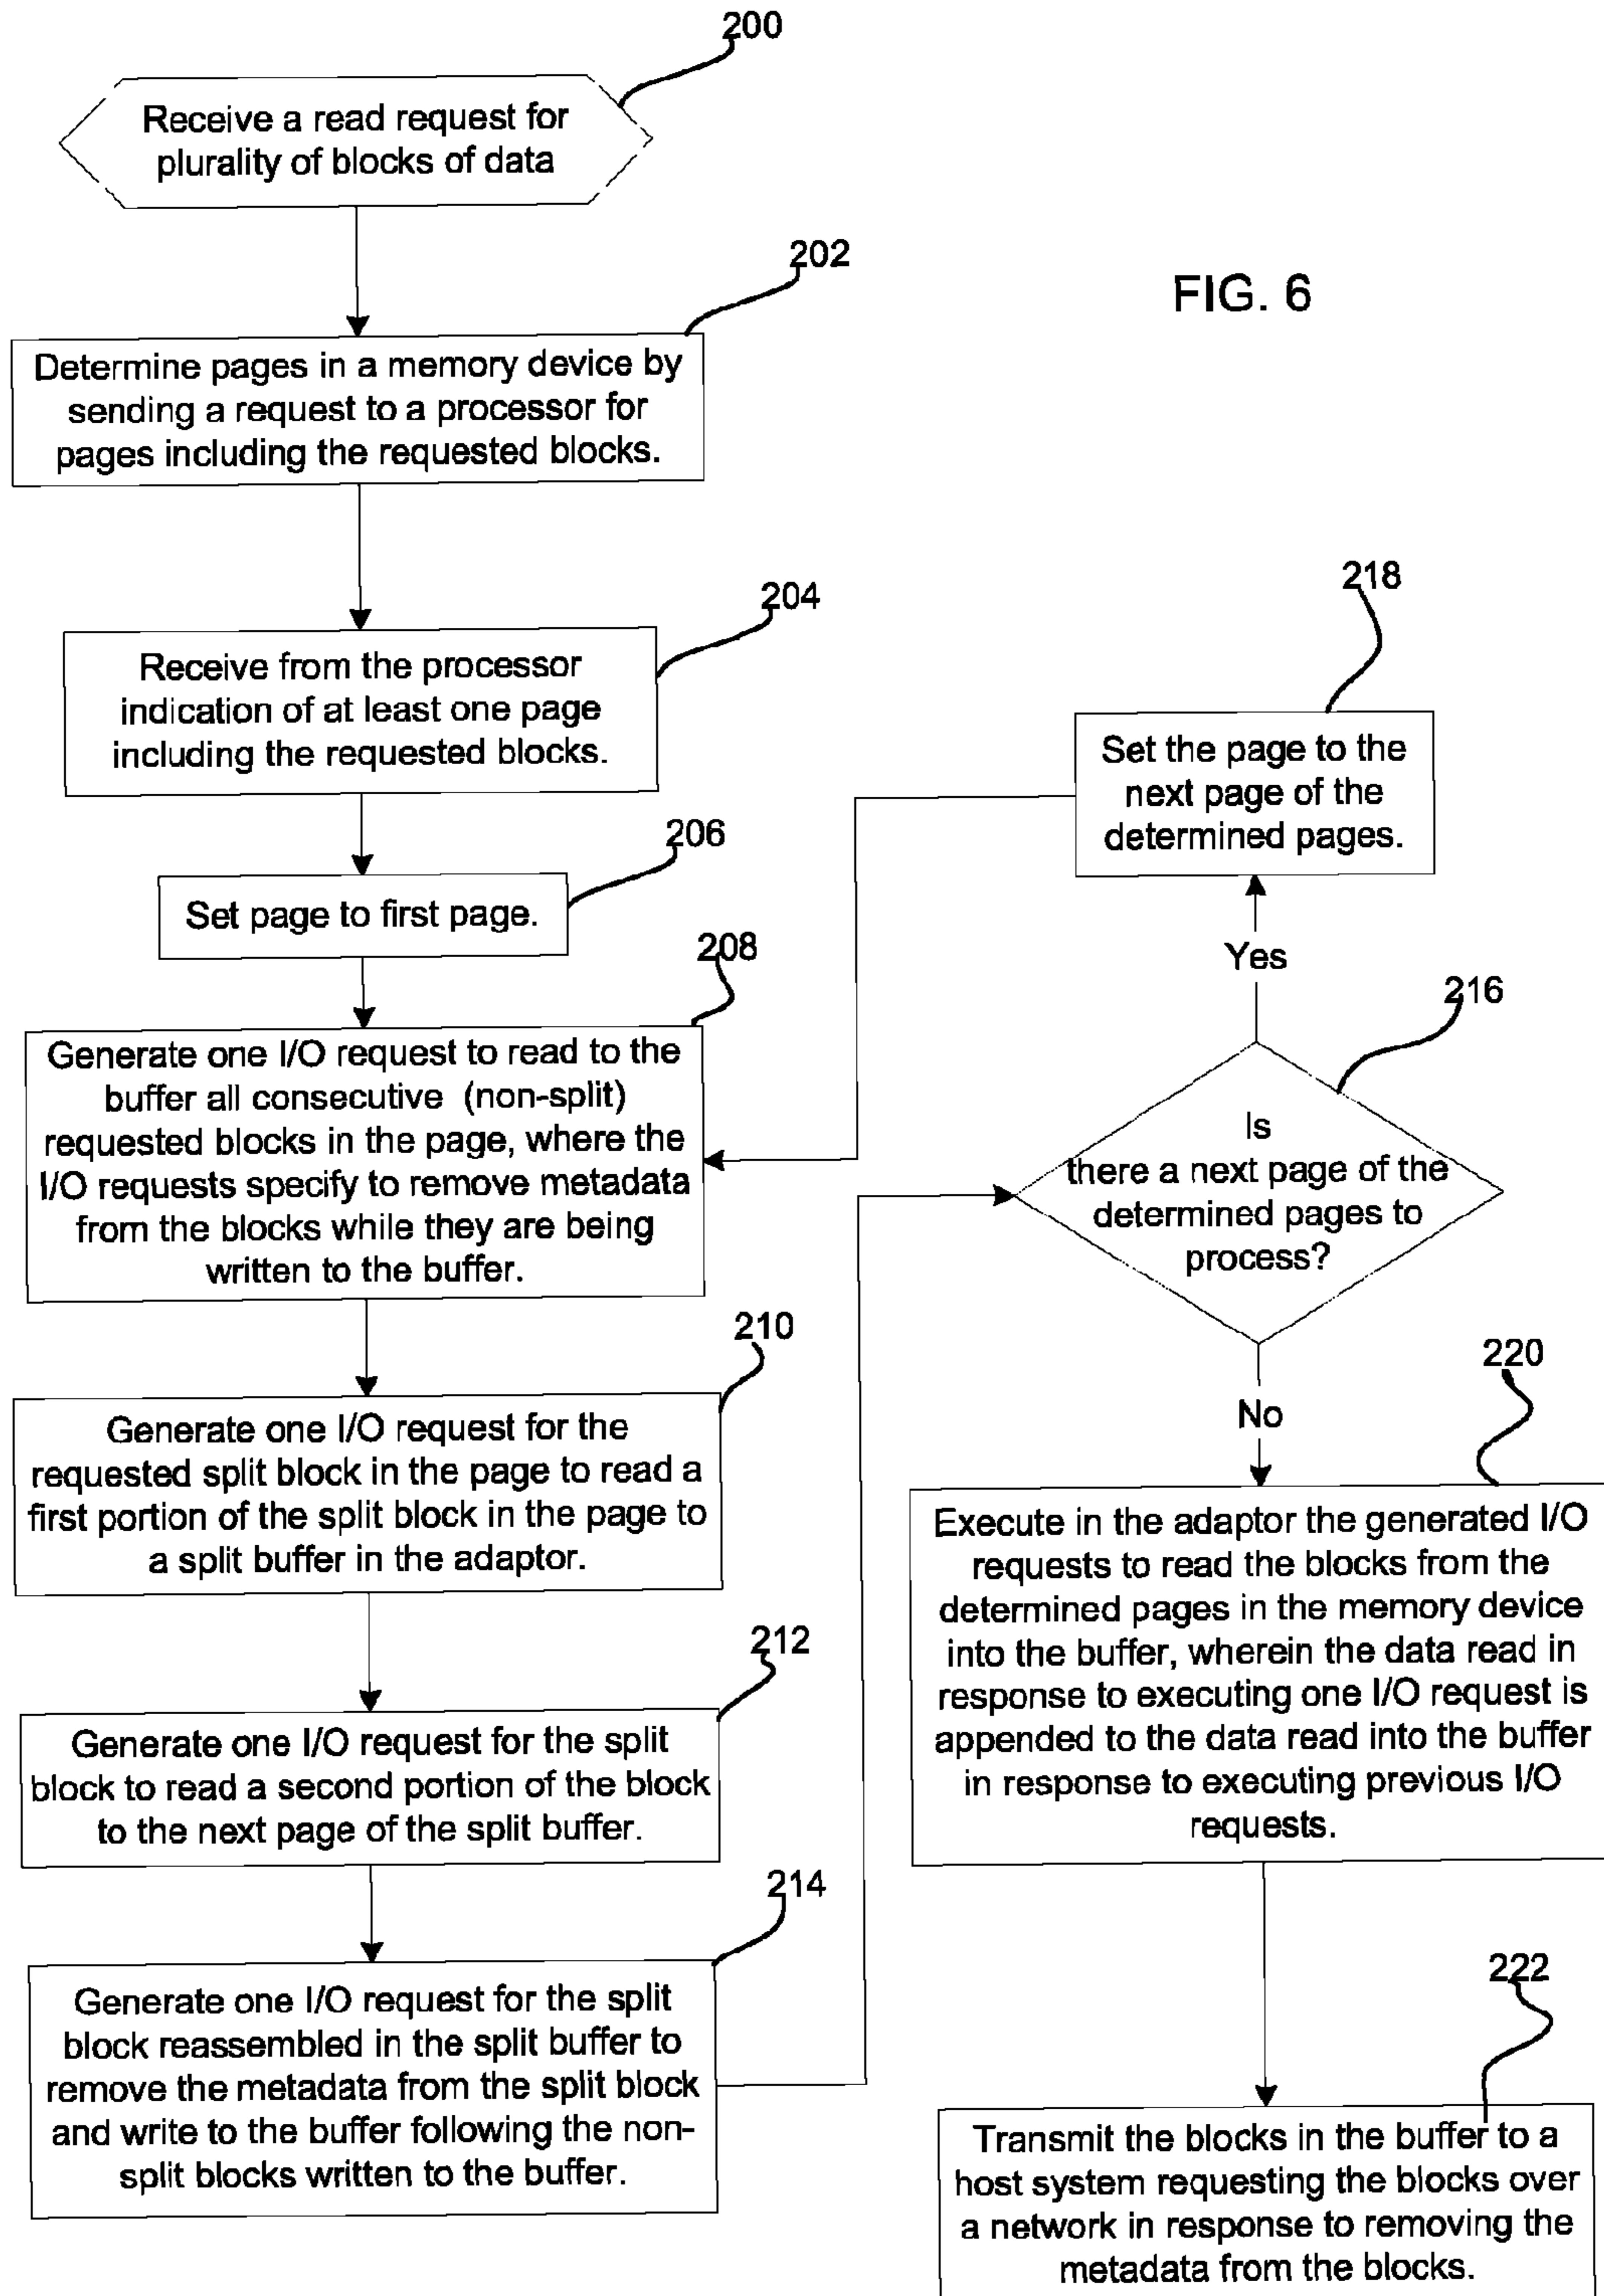 200
Receive a read request for
plurality of blocks of data
202
Determine pages in a memory device by
sending a request to a processor for
pages including the requested blocks.
FIG. 6
204
Receive from the processor
indication of at least one page
including the requested blocks.
206
Set page to first page.
208
Generate one I/O request to read to the
buffer all consecutive (non-split)
requested blocks in the page, where the
I/O requests specify to remove metadata
from the blocks while they are being
written to the buffer.
210
Generate one I/O request for the
requested split block in the page to read a
first portion of the split block in the page to
a split buffer in the adaptor.
212
Generate one I/O request for the split
block to read a second portion of the block
to the next page of the split buffer.
214
Generate one I/O request for the split
block reassembled in the split buffer to
remove the metadata from the split block
and write to the buffer following the non-
split blocks written to the buffer.
218
Set the page to the
next page of the
determined pages.
Yes
216
Is
there a next page of the
determined pages to
process?
No
220
Execute in the adaptor the generated I/O
requests to read the blocks from the
determined pages in the memory device
into the buffer, wherein the data read in
response to executing one I/O request is
appended to the data read into the buffer
in response to executing previous I/O
requests.
222
Transmit the blocks in the buffer to a
host system requesting the blocks over
a network in response to removing the
metadata from the blocks.